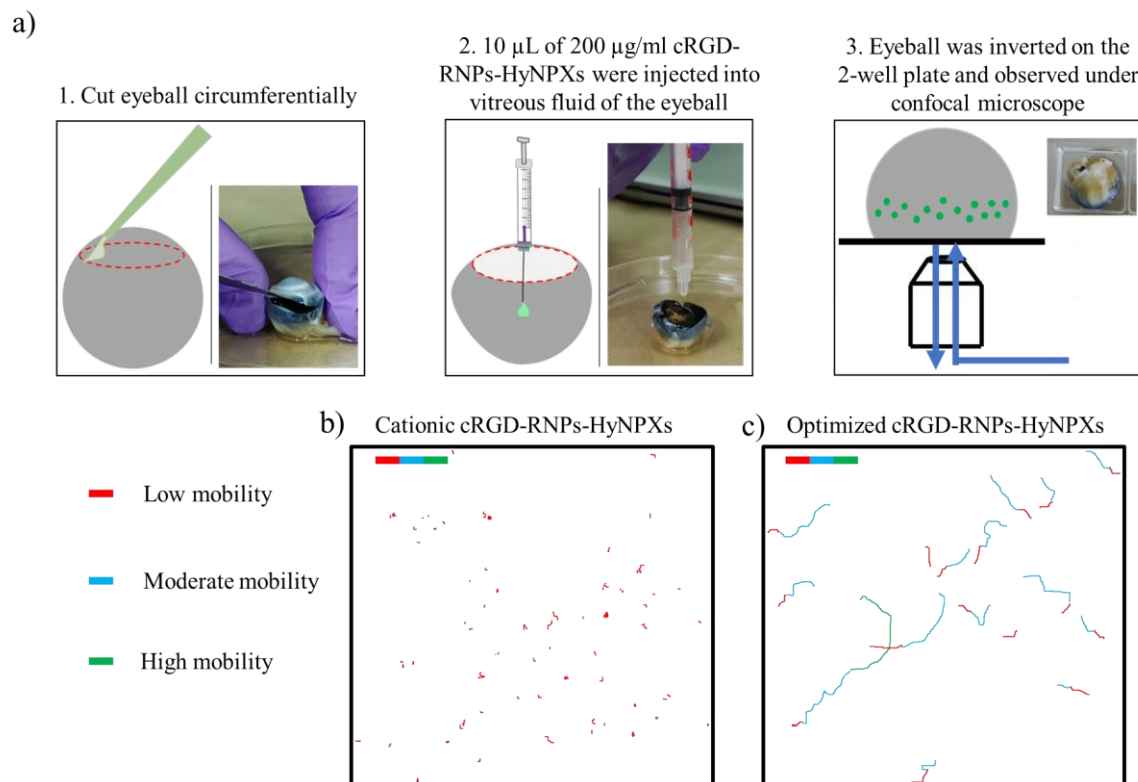 a)
1. Cut eyeball circumferentially
2. 10 µL of 200 µg/ml cRGD-
RNPs-HyNPXs were injected into
vitreous fluid of the eyeball
3. Eyeball was inverted on the
2-well plate and observed under
confocal microscope
b)
Cationic cRGD-RNPs-HyNPXs
c)
Optimized cRGD-RNPs-HyNPXs
Low mobility
Moderate mobility
High mobility